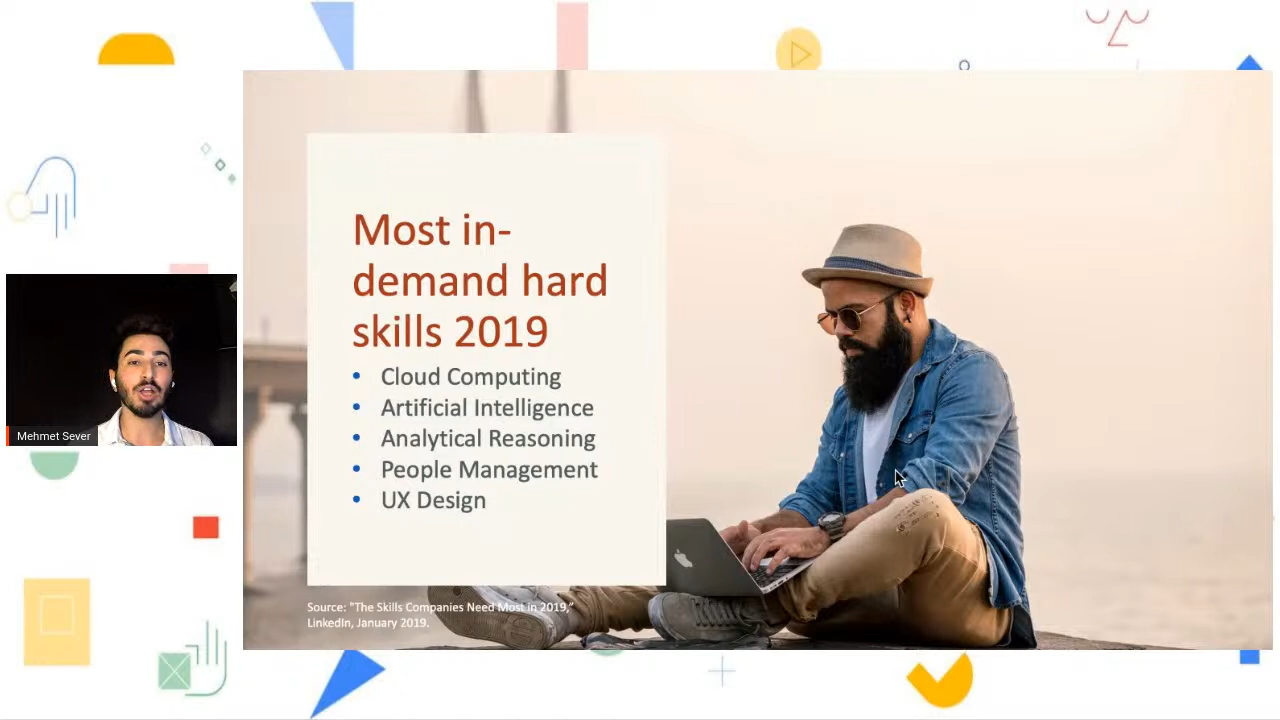 Most in-
demand hard
skills 2019
• Cloud Computing
• Artificial Intelligence
• Analytical Reasoning
• People Management
• UX Design
Source: "The Skills Companies Need Most in 2019,"
LinkedIn, January 2019.
Mehmet Sever